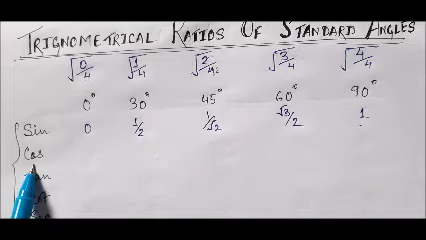 TRIGNOMETRICAL RATIOS OF STANDARD ANGLES
√0/4 √1/4 √2/4 √3/4 √4/4
0° 30° 45° 60° 90°
Sin 0 1/2 1/√2 √3/2 1
Cos